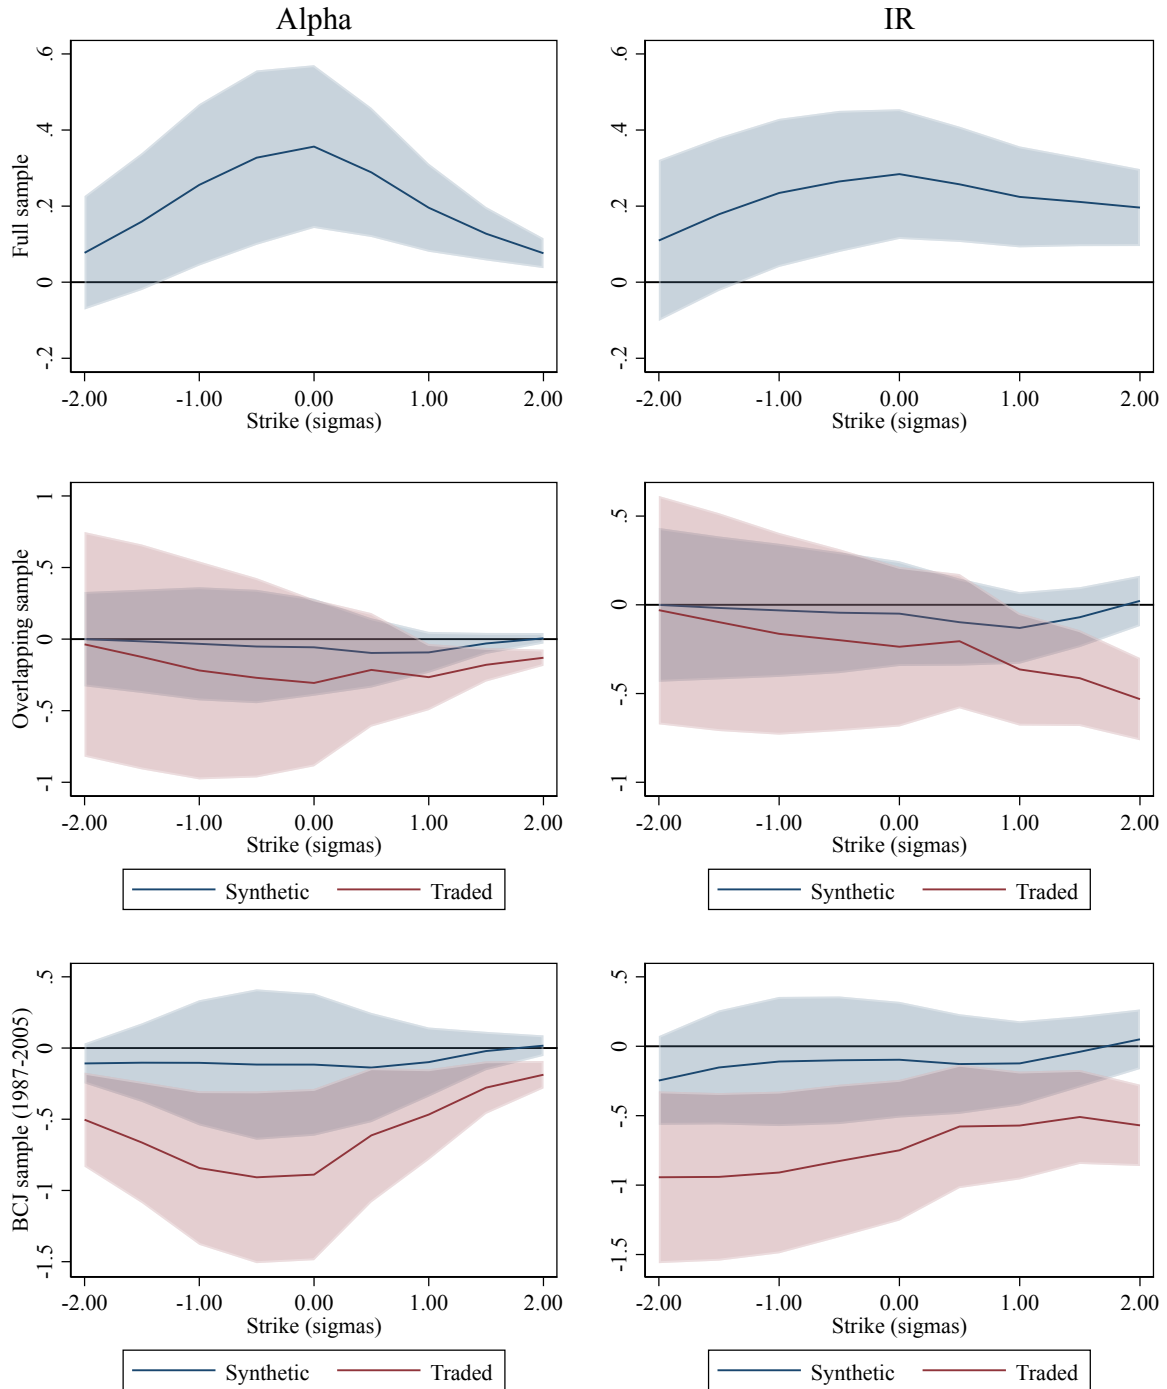 Alpha
IR
Full sample
.6
.4
.2
0
-.2
-2.00 -1.00 0.00 1.00 2.00
Strike (sigmas)
.6
.4
.2
0
-.2
-2.00 -1.00 0.00 1.00 2.00
Strike (sigmas)
Overlapping sample
1
.5
0
-.5
-1
-2.00 -1.00 0.00 1.00 2.00
Strike (sigmas)
Synthetic Traded
.5
0
-.5
-1
-2.00 -1.00 0.00 1.00 2.00
Strike (sigmas)
Synthetic Traded
BCJ sample (1987-2005)
.5
0
-.5
-1
-1.5
-2.00 -1.00 0.00 1.00 2.00
Strike (sigmas)
Synthetic Traded
.5
0
-.5
-1
-1.5
-2.00 -1.00 0.00 1.00 2.00
Strike (sigmas)
Synthetic Traded